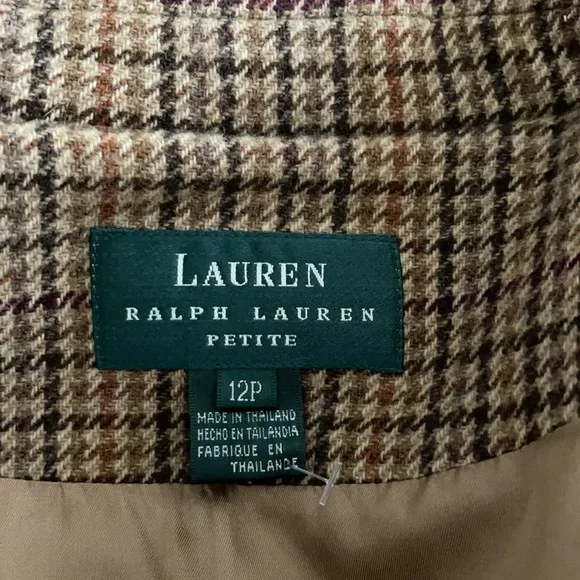 LAUREN
RALPH LAUREN
PETITE
12P
MADE IN THAILAND
HECHO EN TAILANDIA
FABRIQUE EN
THAILANDE